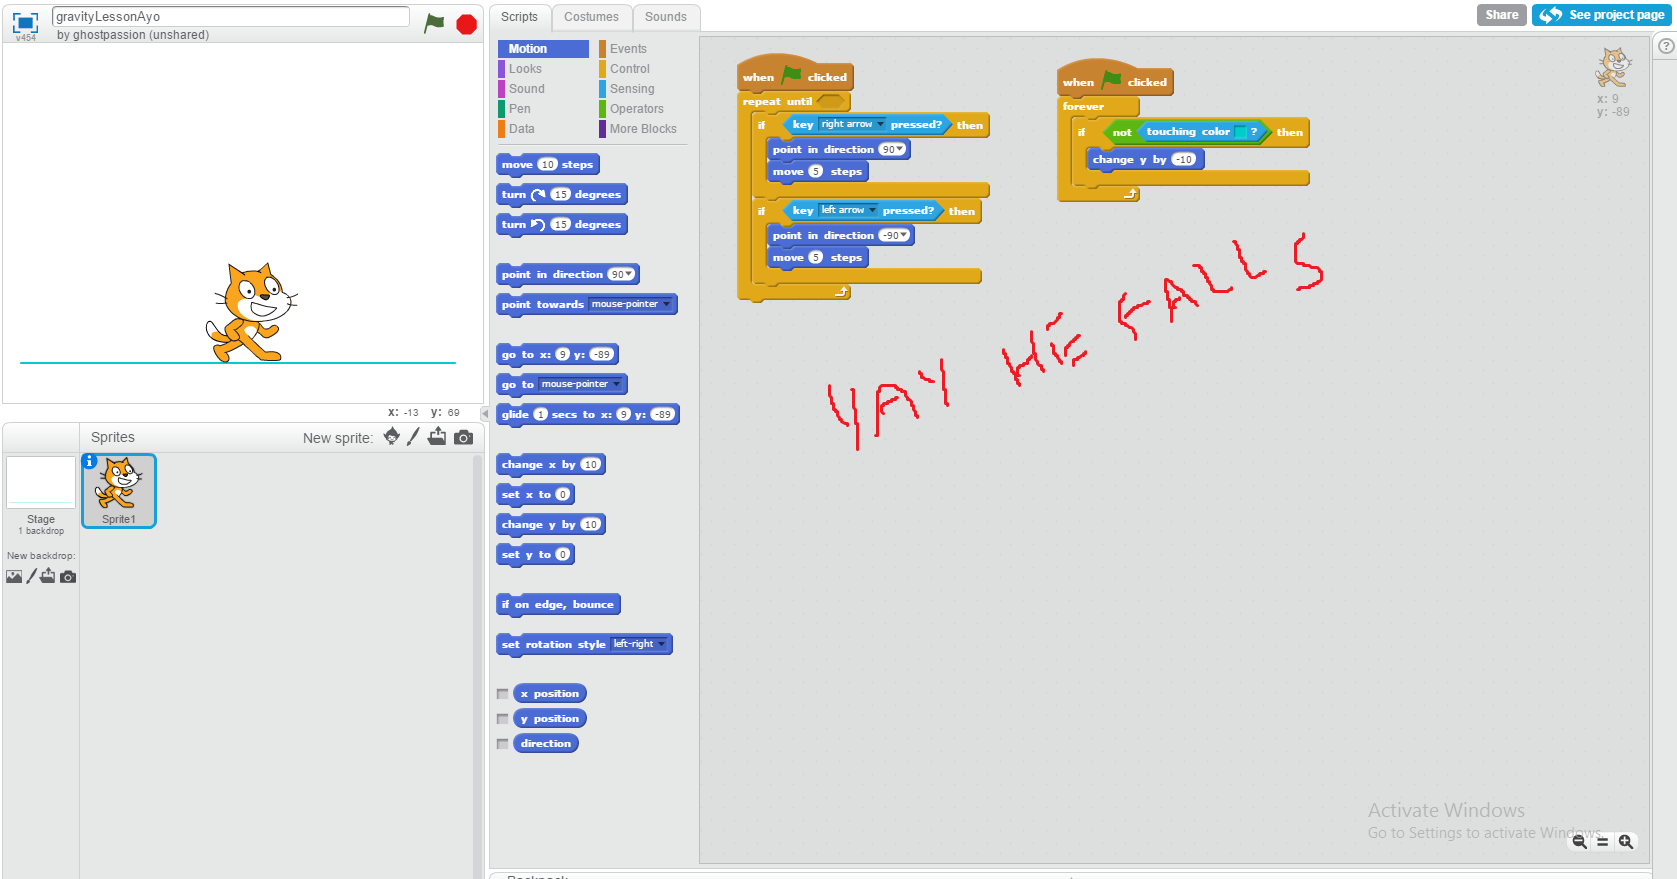 gravityLessonAyo
by ghostpassion (unshared)
v454
x: -13 y: 69
Sprites
New sprite:
Sprite1
Stage
1 backdrop
New backdrop:
Scripts
Costumes
Sounds
Share
See project page
?
Motion
Events
Looks
Control
Sound
Sensing
Pen
Operators
Data
More Blocks
move 10 steps
turn 15 degrees
turn 15 degrees
point in direction 90
point towards mouse-pointer
go to x: 9 y: -89
go to mouse-pointer
glide 1 secs to x: 9 y: -89
change x by 10
set x to 0
change y by 10
set y to 0
if on edge, bounce
set rotation style left-right
x position
y position
direction
when clicked
repeat until
if key right arrow pressed? then
point in direction 90
move 5 steps
if key left arrow pressed? then
point in direction -90
move 5 steps
when clicked
forever
if not touching color ? then
change y by -10
x: 9
y: -89
YAY HE FALLS
Activate Windows
Go to Settings to activate Windows.